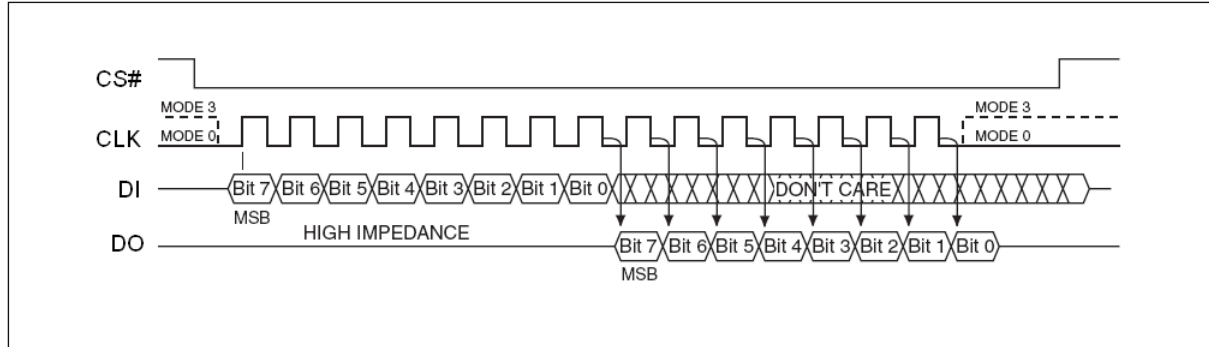 CS#
MODE 3
MODE 3
CLK
MODE 0
MODE 0
DI
Bit 7 Bit 6 Bit 5 Bit 4 Bit 3 Bit 2 Bit 1 Bit 0 DON'T CARE
MSB
HIGH IMPEDANCE
DO
Bit 7 Bit 6 Bit 5 Bit 4 Bit 3 Bit 2 Bit 1 Bit 0
MSB